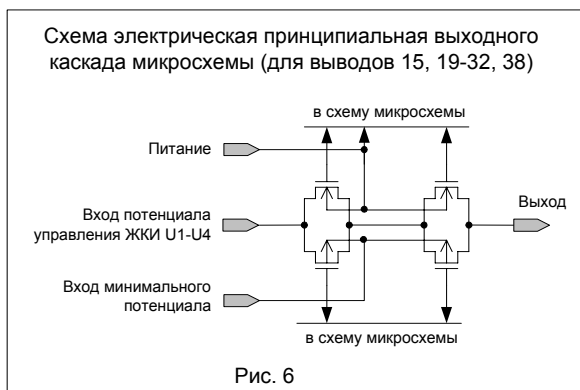 Схема электрическая принципиальная выходного
каскада микросхемы (для выводов 15, 19-32, 38)
в схему микросхемы
Питание
Выход
Вход потенциала
управления ЖКИ U1-U4
Вход минимального
потенциала
в схему микросхемы
Рис. 6